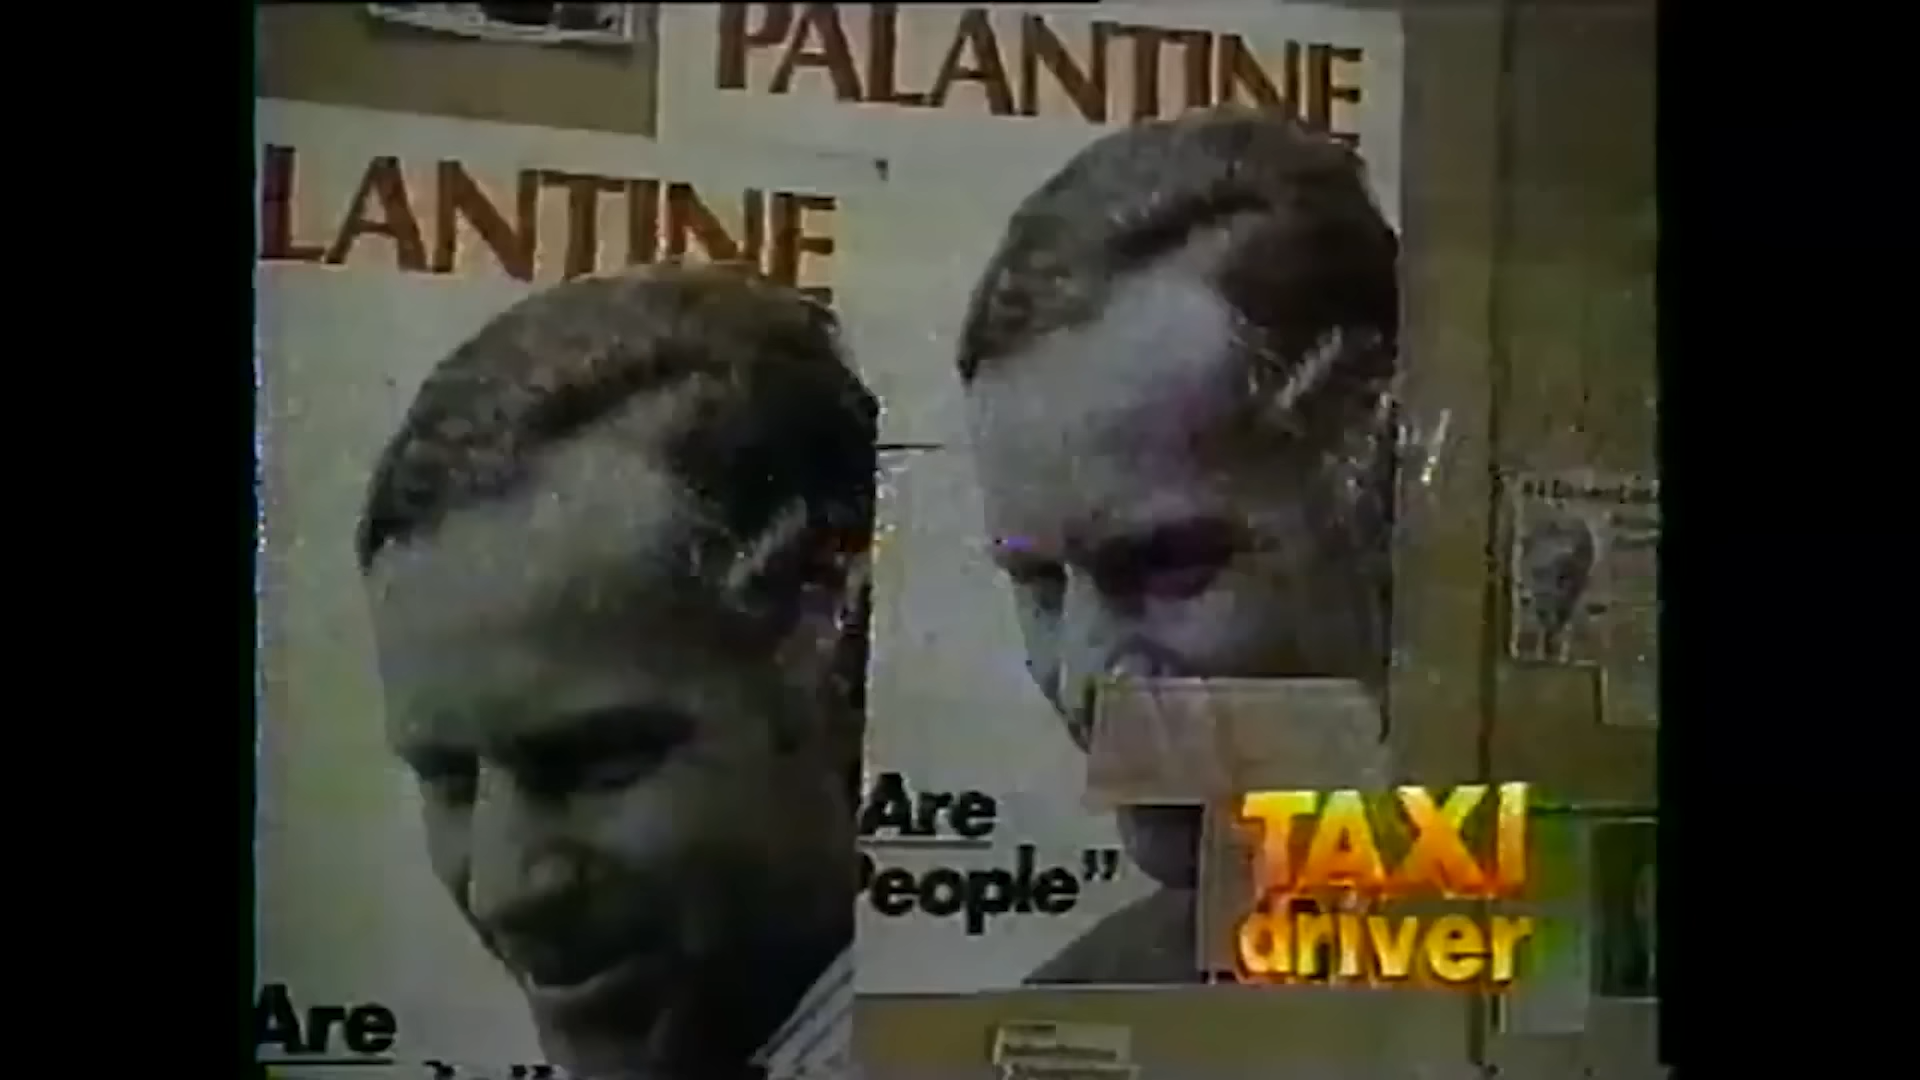 PALANTINE
LANTINE
Are
People”
Are
TAXI
driver